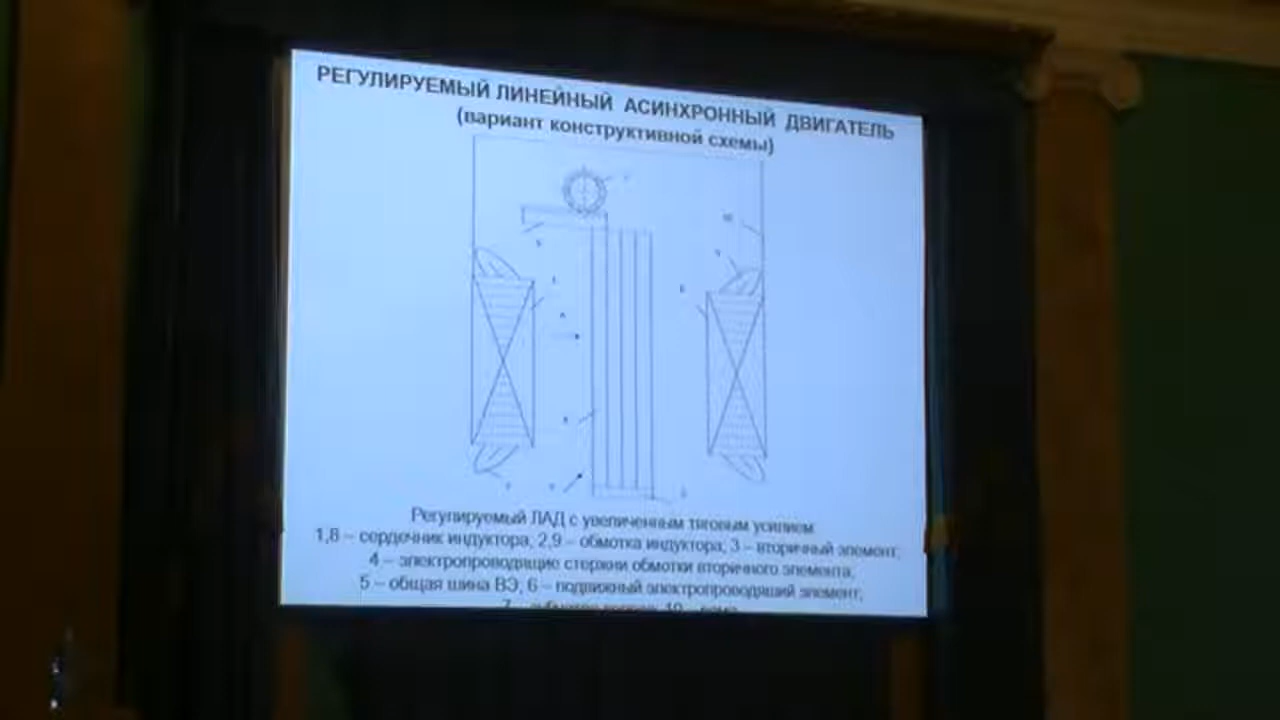 РЕГУЛИРУЕМЫЙ ЛИНЕЙНЫЙ АСИНХРОННЫЙ ДВИГАТЕЛЬ
(вариант конструктивной схемы)
Регулируемый ЛАД с увеличенным тяговым усилием:
1,8 – сердечник индуктора; 2,9 – обмотка индуктора; 3 – вторичный элемент;
4 – электропроводящие стержни обмотки вторичного элемента;
5 – общая шина ВЭ; 6 – подвижный электропроводящий элемент;